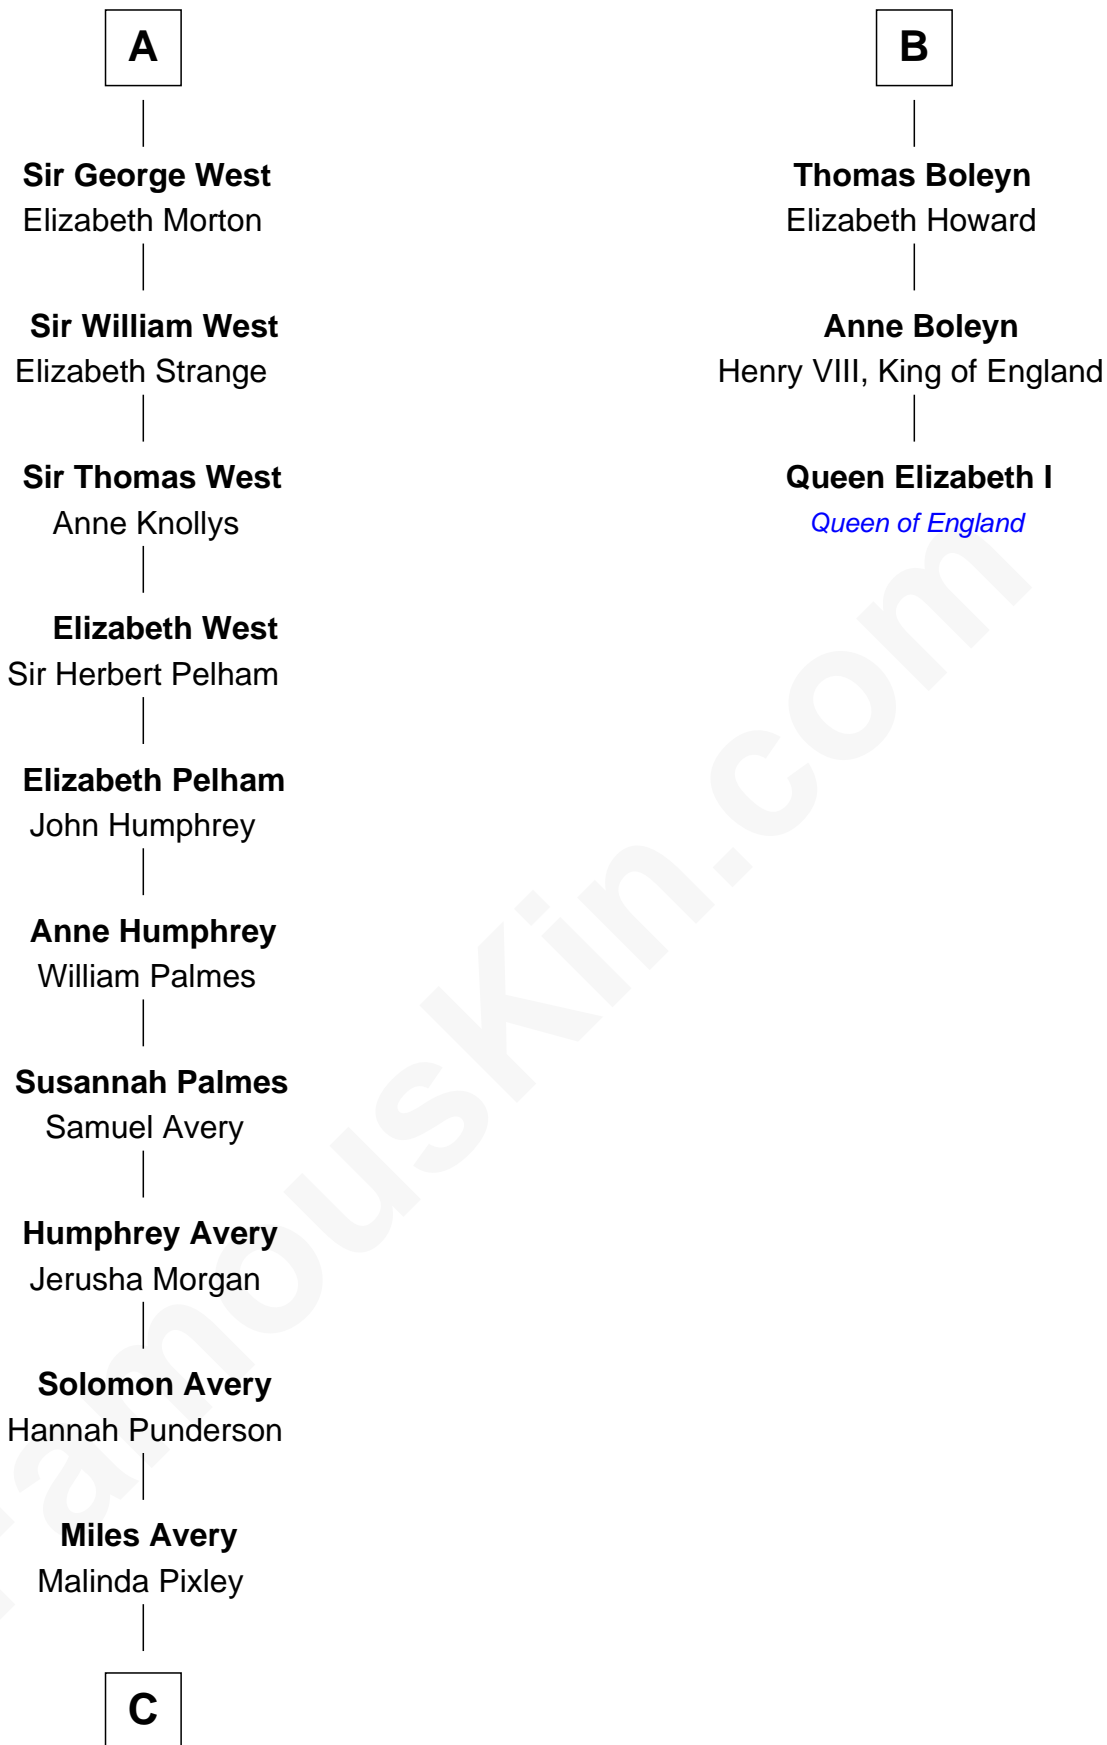 A
Sir George West
Elizabeth Morton
Sir William West
Elizabeth Strange
Sir Thomas West
Anne Knollys
Elizabeth West
Sir Herbert Pelham
Elizabeth Pelham
John Humphrey
Anne Humphrey
William Palmes
Susannah Palmes
Samuel Avery
Humphrey Avery
Jerusha Morgan
Solomon Avery
Hannah Punderson
Miles Avery
Malinda Pixley
C
B
Thomas Boleyn
Elizabeth Howard
Anne Boleyn
Henry VIII, King of England
Queen Elizabeth I
Queen of England
FamousKin.com